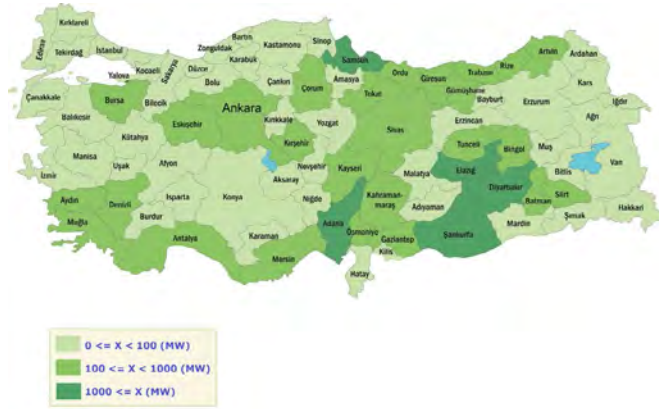 Kırklareli
Edirne
Tekirdağ
İstanbul
Yalova
Kocaeli
Sakarya
Düzce
Zonguldak
Bartın
Karabuk
Kastamonu
Sinop
Samsun
Bolu
Çankırı
Çorum
Amasya
Ordu
Giresun
Trabzon
Rize
Artvin
Ardahan
Kars
Iğdır
Ağrı
Çanakkale
Balıkesir
Bursa
Bilecik
Eskişehir
Ankara
Kırıkkale
Yozgat
Tokat
Sivas
Gümüşhane
Bayburt
Erzurum
Erzincan
Kütahya
Manisa
Uşak
Afyon
Kırşehir
Nevşehir
Kayseri
Malatya
Tunceli
Bingöl
Elazığ
Muş
Bitlis
Van
İzmir
Aydın
Denizli
Isparta
Burdur
Konya
Aksaray
Niğde
Kahraman-
maraş
Adıyaman
Diyarbakır
Batman
Siirt
Şırnak
Hakkari
Mardin
Muğla
Antalya
Karaman
Mersin
Adana
Osmaniye
Gaziantep
Kilis
Şanlıurfa
Hatay
0 <= X < 100 (MW)
100 <= X < 1000 (MW)
1000 <= X (MW)